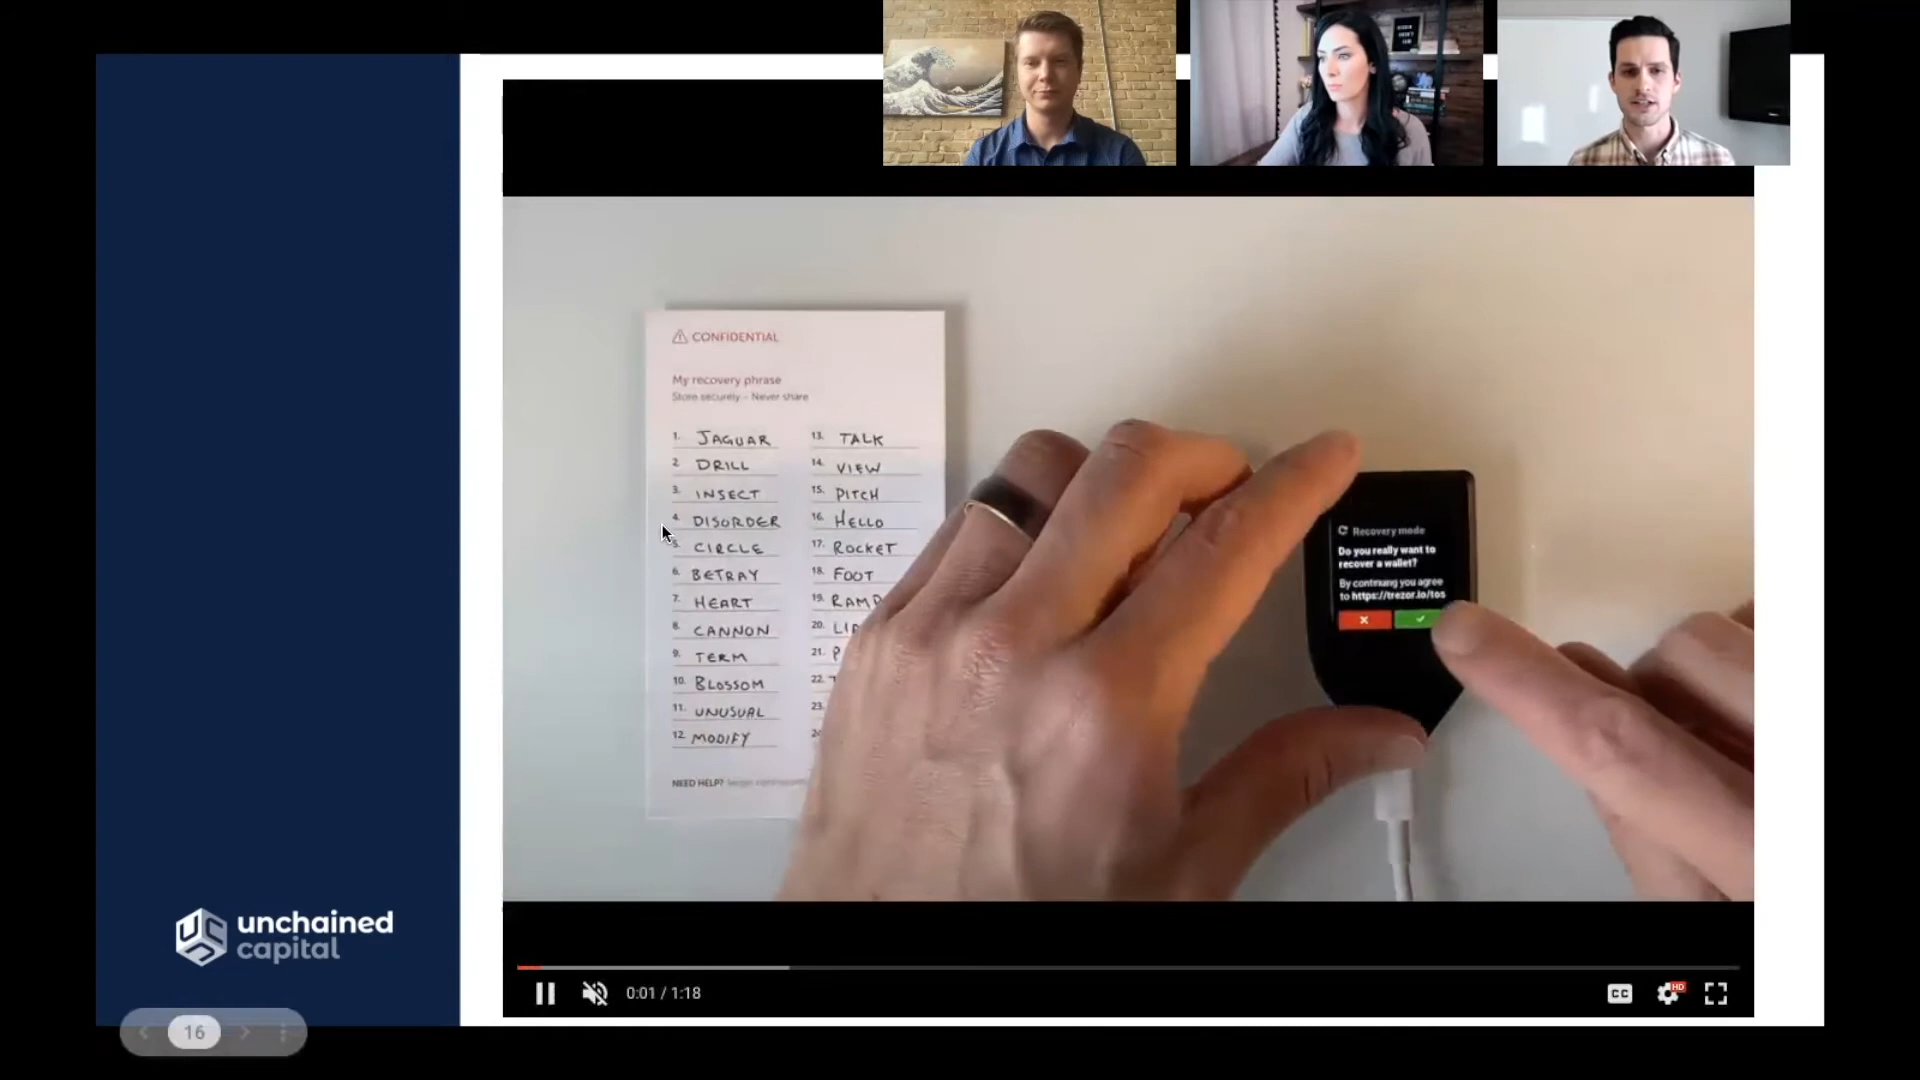 CONFIDENTIAL
My recovery phrase
Store securely – Never share
1. JAGUAR
2. DRILL
3. INSECT
4. DISORDER
5. CIRCLE
6. BETRAY
7. HEART
8. CANNON
9. TERM
10. BLOSSOM
11. UNUSUAL
12. MODIFY
13. TALK
14. VIEW
15. PITCH
16. HELLO
17. ROCKET
18. FOOT
19. RAMP
20.
21.
22.
23.
NEED HELP?
Recovery mode
Do you really want to
recover a wallet?
By continuing you agree
to https://trezor.io/tos
unchained
capital
0:01 / 1:18
CC
HD
16